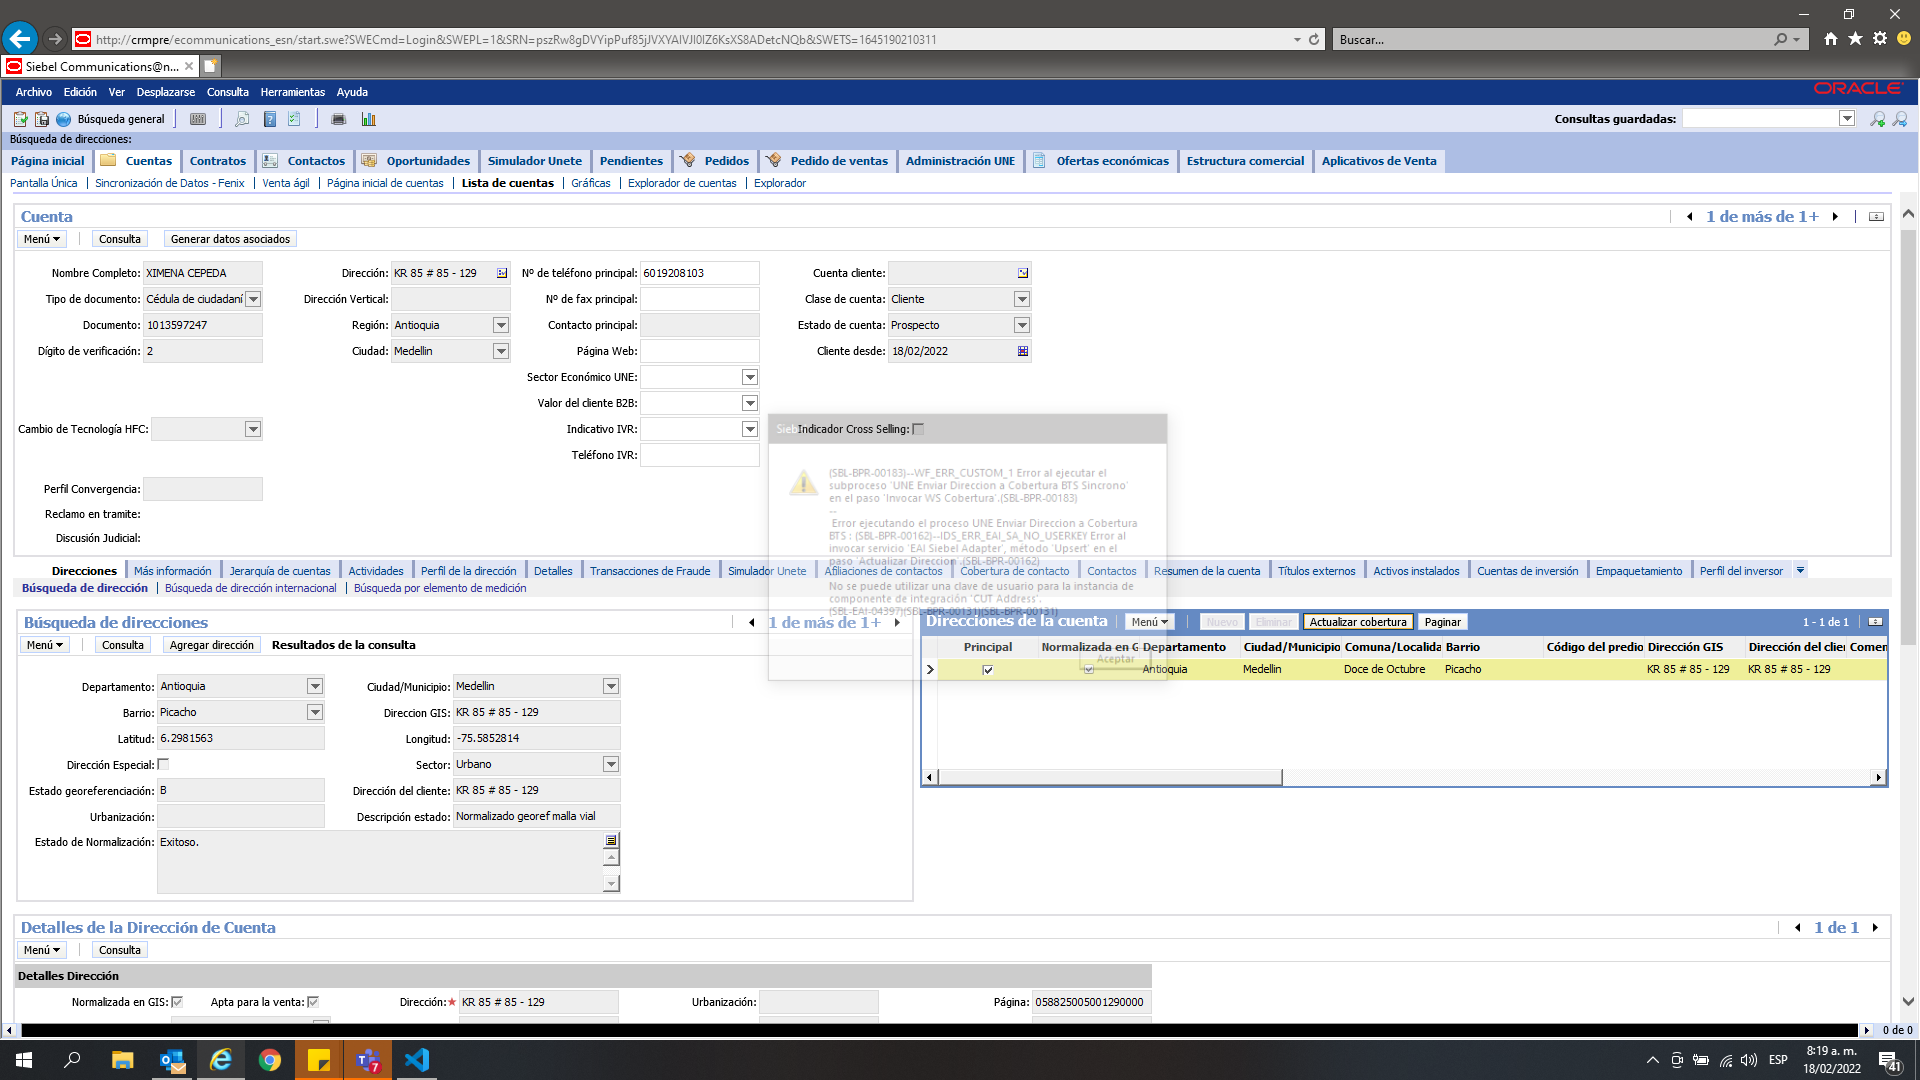 http://crmpre/ecommunications_esn/start.swe?SWECmd=Login&SWEPL=1&SRN=pszRw8gDVYipPuf85jJVXYAIVJI0IZ6KsXS8ADetcNQb&SWETS=1645190210311
Buscar...
Siebel Communications@n...
Archivo Edición Ver Desplazarse Consulta Herramientas Ayuda
ORACLE
Búsqueda general
Consultas guardadas:
Búsqueda de direcciones:
Página inicial Cuentas Contratos Contactos Oportunidades Simulador Unete Pendientes Pedidos Pedido de ventas Administración UNE Ofertas económicas Estructura comercial Aplicativos de Venta
Pantalla Única Sincronización de Datos - Fenix Venta ágil Página inicial de cuentas Lista de cuentas Gráficas Explorador de cuentas Explorador
Cuenta
1 de más de 1+
Menú Consulta Generar datos asociados
Nombre Completo: XIMENA CEPEDA Dirección: KR 85 # 85 - 129 Nº de teléfono principal: 6019208103 Cuenta cliente:
Tipo de documento: Cédula de ciudadaní Dirección Vertical: Nº de fax principal: Clase de cuenta: Cliente
Documento: 1013597247 Región: Antioquia Contacto principal: Estado de cuenta: Prospecto
Dígito de verificación: 2 Ciudad: Medellin Página Web: Cliente desde: 18/02/2022
Sector Económico UNE:
Valor del cliente B2B:
Cambio de Tecnología HFC: Indicativo IVR: Sieb Indicador Cross Selling:
Teléfono IVR:
Perfil Convergencia:
Reclamo en tramite:
Discusión Judicial:
(SBL-BPR-00183)--WF_ERR_CUSTOM_1 Error al ejecutar el
subproceso 'UNE Enviar Direccion a Cobertura BTS Sincrono'
en el paso 'Invocar WS Cobertura'.(SBL-BPR-00183)
--
Error ejecutando el proceso UNE Enviar Direccion a Cobertura
BTS : (SBL-BPR-00162)--IDS_ERR_EAI_SA_NO_USERKEY Error al
invocar servicio 'EAI Siebel Adapter', método 'Upsert' en el
paso 'Actualizar Direccion'.(SBL-BPR-00162)
--
No se puede utilizar una clave de usuario para la instancia de
componente de integración 'CUT Address'.
(SBL-EAI-04397)(SBL-BPR-00131)(SBL-BPR-00131)
Aceptar
Direcciones Más información Jerarquía de cuentas Actividades Perfil de la dirección Detalles Transacciones de Fraude Simulador Unete Afiliaciones de contactos Cobertura de contacto Contactos Resumen de la cuenta Títulos externos Activos instalados Cuentas de inversión Empaquetamiento Perfil del inversor
Búsqueda de dirección Búsqueda de dirección internacional Búsqueda por elemento de medición
Búsqueda de direcciones
1 de más de 1+
Menú Consulta Agregar dirección Resultados de la consulta
Departamento: Antioquia Ciudad/Municipio: Medellin
Barrio: Picacho Direccion GIS: KR 85 # 85 - 129
Latitud: 6.2981563 Longitud: -75.5852814
Dirección Especial: Sector: Urbano
Estado georeferenciación: B Dirección del cliente: KR 85 # 85 - 129
Urbanización: Descripción estado: Normalizado georef malla vial
Estado de Normalización: Exitoso.
Direcciones de la cuenta Menú Nuevo Eliminar Actualizar cobertura Paginar 1 - 1 de 1
Principal Normalizada en G Departamento Ciudad/Municipio Comuna/Localida Barrio Código del predio Dirección GIS Dirección del clie Comen
Antioquia Medellin Doce de Octubre Picacho KR 85 # 85 - 129 KR 85 # 85 - 129
Detalles de la Dirección de Cuenta
1 de 1
Menú Consulta
Detalles Dirección
Normalizada en GIS: Apta para la venta: Dirección:* KR 85 # 85 - 129 Urbanización: Página: 058825005001290000
0 de 0
7
ESP
8:19 a. m.
18/02/2022
41